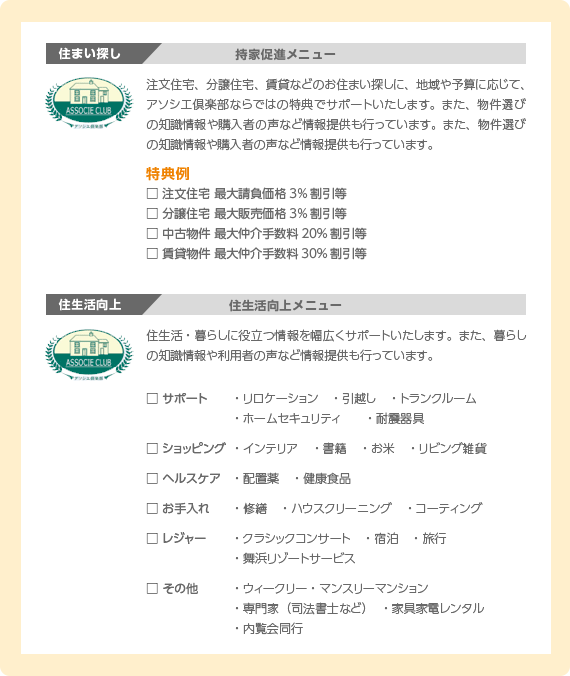 住まい探し 持家促進メニュー
ASSOCIE CLUB
アソシエ倶楽部
注文住宅、分譲住宅、賃貸などのお住まい探しに、地域や予算に応じて、
アソシエ倶楽部ならではの特典でサポートいたします。また、物件選び
の知識情報や購入者の声など情報提供も行っています。また、物件選び
の知識情報や購入者の声など情報提供も行っています。
特典例
□ 注文住宅 最大請負価格 3% 割引等
□ 分譲住宅 最大販売価格 3% 割引等
□ 中古物件 最大仲介手数料 20% 割引等
□ 賃貸物件 最大仲介手数料 30% 割引等
住生活向上 住生活向上メニュー
ASSOCIE CLUB
アソシエ倶楽部
住生活・暮らしに役立つ情報を幅広くサポートいたします。また、暮らし
の知識情報や利用者の声など情報提供も行っています。
□ サポート ・リロケーション ・引越し ・トランクルーム
・ホームセキュリティ ・耐震器具
□ ショッピング ・インテリア ・書籍 ・お米 ・リビング雑貨
□ ヘルスケア ・配置薬 ・健康食品
□ お手入れ ・修繕 ・ハウスクリーニング ・コーティング
□ レジャー ・クラシックコンサート ・宿泊 ・旅行
・舞浜リゾートサービス
□ その他 ・ウィークリー・マンスリーマンション
・専門家（司法書士など） ・家具家電レンタル
・内覧会同行